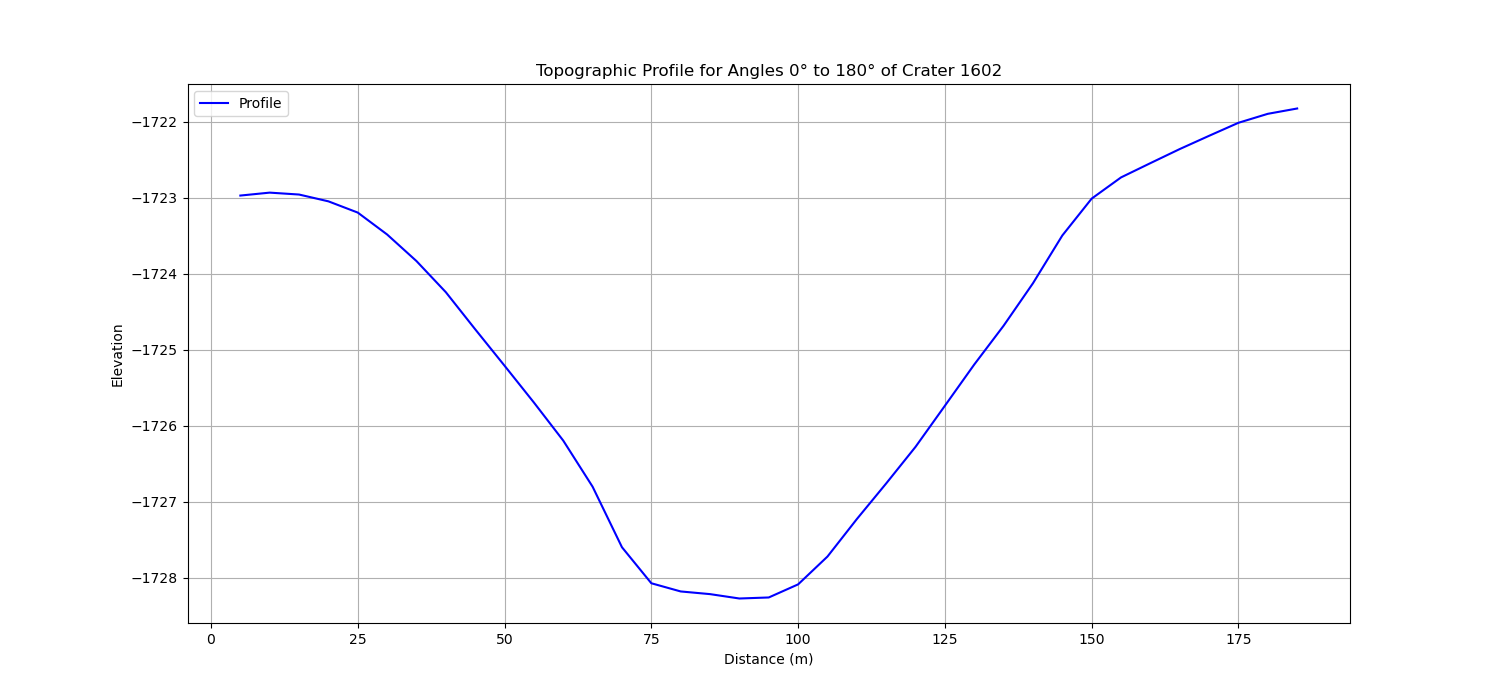 Topographic Profile for Angles 0° to 180° of Crater 1602
Profile
−1722
−1723
−1724
−1725
−1726
−1727
−1728
Elevation
0 25 50 75 100 125 150 175
Distance (m)